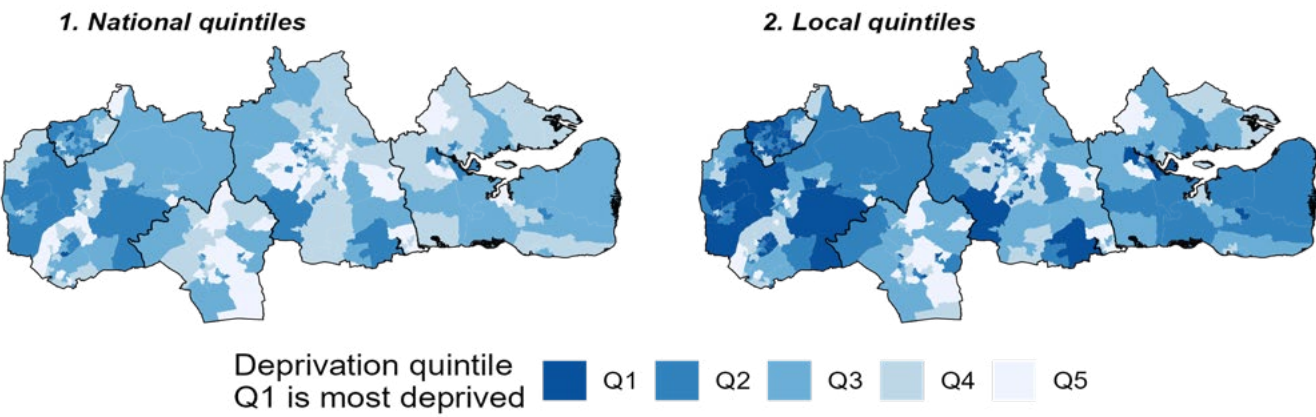 1. National quintiles
2. Local quintiles
Deprivation quintile
Q1 is most deprived
Q1
Q2
Q3
Q4
Q5